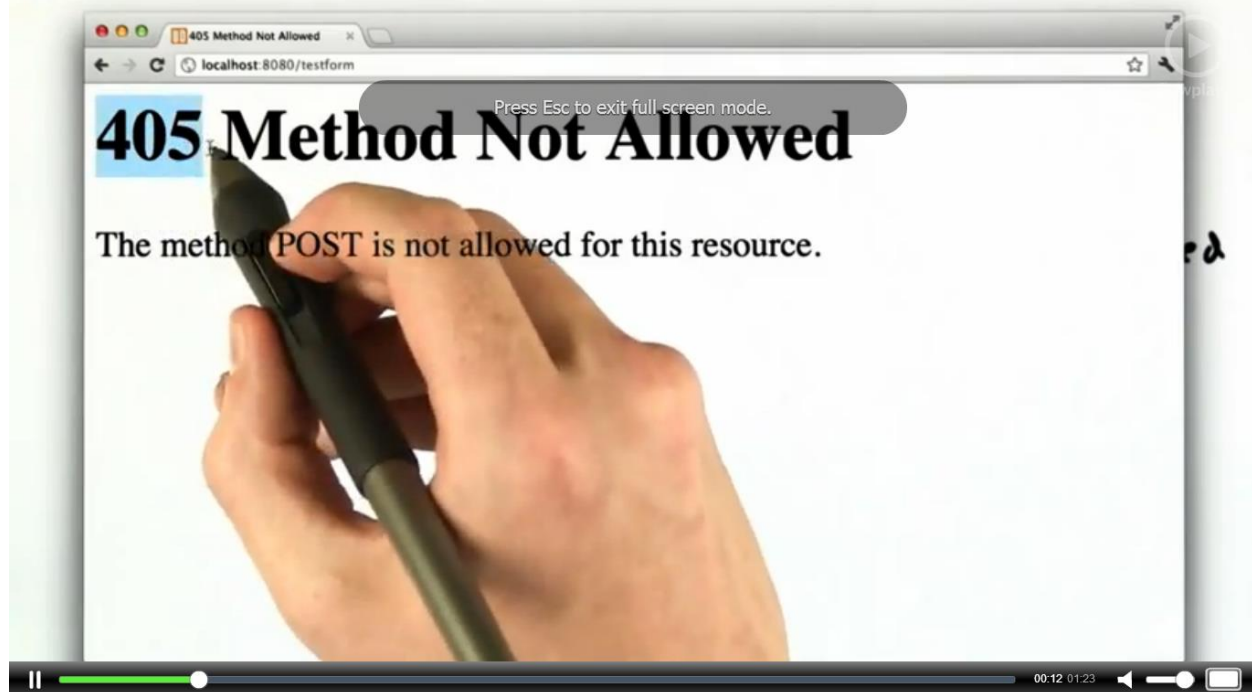 405 Method Not Allowed
localhost:8080/testform
Press Esc to exit full screen mode.
405 Method Not Allowed
The method POST is not allowed for this resource.
00:12 01:23